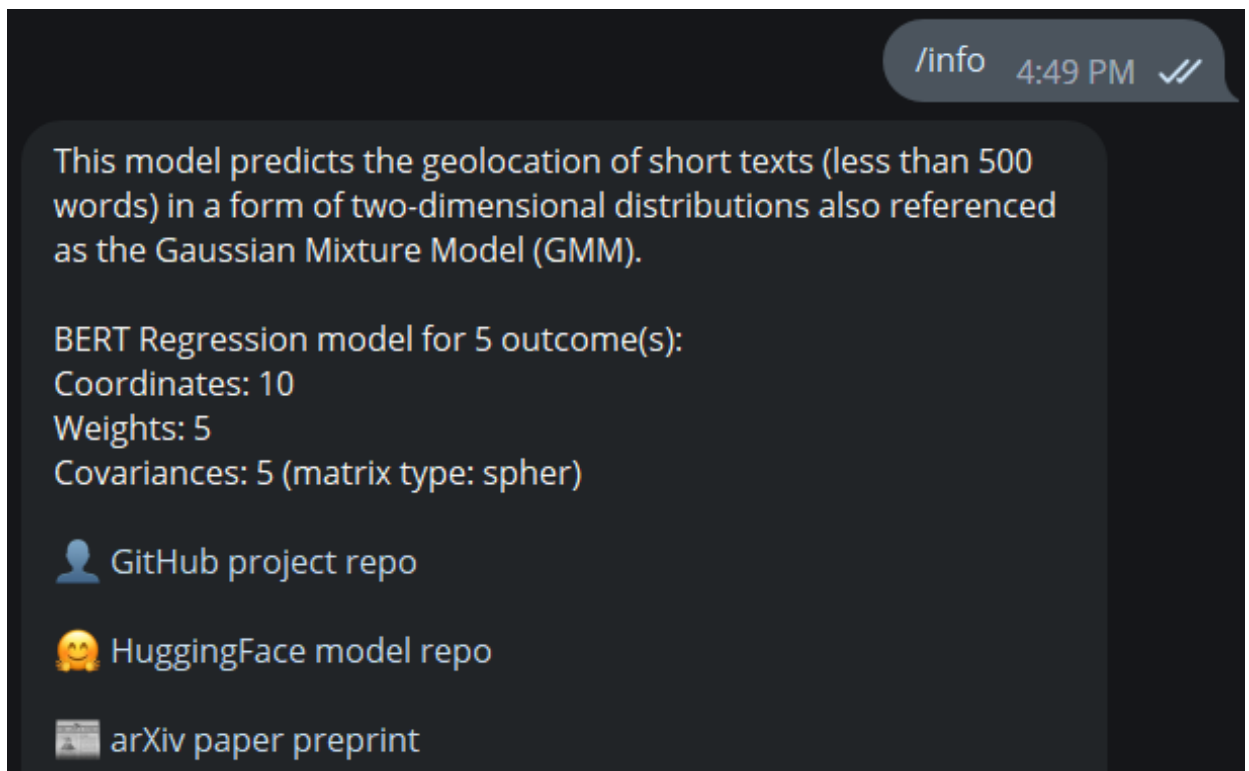 /info 4:49 PM
This model predicts the geolocation of short texts (less than 500
words) in a form of two-dimensional distributions also referenced
as the Gaussian Mixture Model (GMM).
BERT Regression model for 5 outcome(s):
Coordinates: 10
Weights: 5
Covariances: 5 (matrix type: spher)
GitHub project repo
HuggingFace model repo
arXiv paper preprint